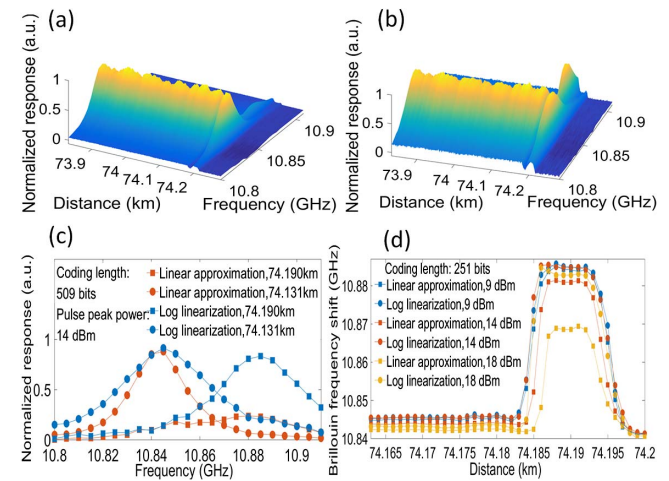 (a)
Normalized response (a.u.)
1
0.5
0
73.9
74
74.1
74.2
Distance (km)
10.8
10.85
10.9
Frequency (GHz)
(b)
Normalized response (a.u.)
1
0.5
0
73.9
74
74.1
74.2
Distance (km)
10.8
10.85
10.9
Frequency (GHz)
(c)
Normalized response (a.u.)
Coding length:
509 bits
Pulse peak power:
14 dBm
Linear approximation,74.190km
Linear approximation,74.131km
Log linearization,74.190km
Log linearization,74.131km
1
0.5
0
10.8 10.82 10.84 10.86 10.88 10.9
Frequency (GHz)
(d)
Brillouin frequency shift (GHz)
Coding length: 251 bits
Linear approximation,9 dBm
Log linearization,9 dBm
Linear approximation,14 dBm
Log linearization,14 dBm
Linear approximation,18 dBm
Log linearization,18 dBm
10.88
10.87
10.86
10.85
10.84
74.165 74.17 74.175 74.18 74.185 74.19 74.195 74.2
Distance (km)